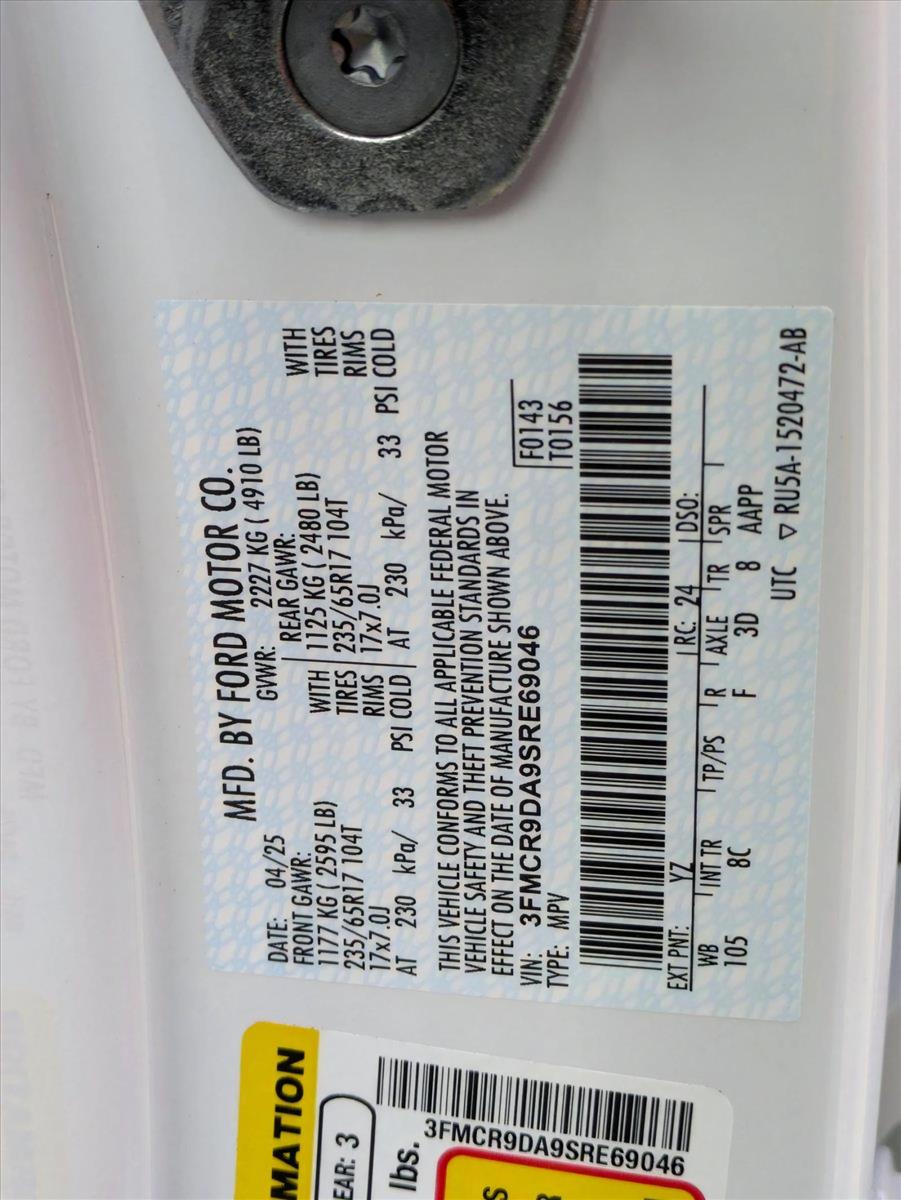 MFD. BY FORD MOTOR CO.
DATE: 04/25 GVWR: 2227 KG ( 4910 LB)
FRONT GAWR: REAR GAWR: WITH
1177 KG ( 2595 LB) WITH 1125 KG ( 2480 LB) TIRES
235/65R17 104T TIRES 235/65R17 104T RIMS
17x7.0J RIMS 17x7.0J
AT 230 kPa/ 33 PSI COLD AT 230 kPa/ 33 PSI COLD
THIS VEHICLE CONFORMS TO ALL APPLICABLE FEDERAL MOTOR
VEHICLE SAFETY AND THEFT PREVENTION STANDARDS IN
EFFECT ON THE DATE OF MANUFACTURE SHOWN ABOVE.
VIN: 3FMCR9DA9SRE69046 F0143
TYPE: MPV T0156
EXT PNT: YZ RC: 24 DSO:
WB INT TR TP/PS R AXLE TR SPR
105 8C F 3D 8 AAPP
UTC ▽ RU5A-1520472-AB
MATION
EAR: 3
lbs.
3FMCR9DA9SRE69046